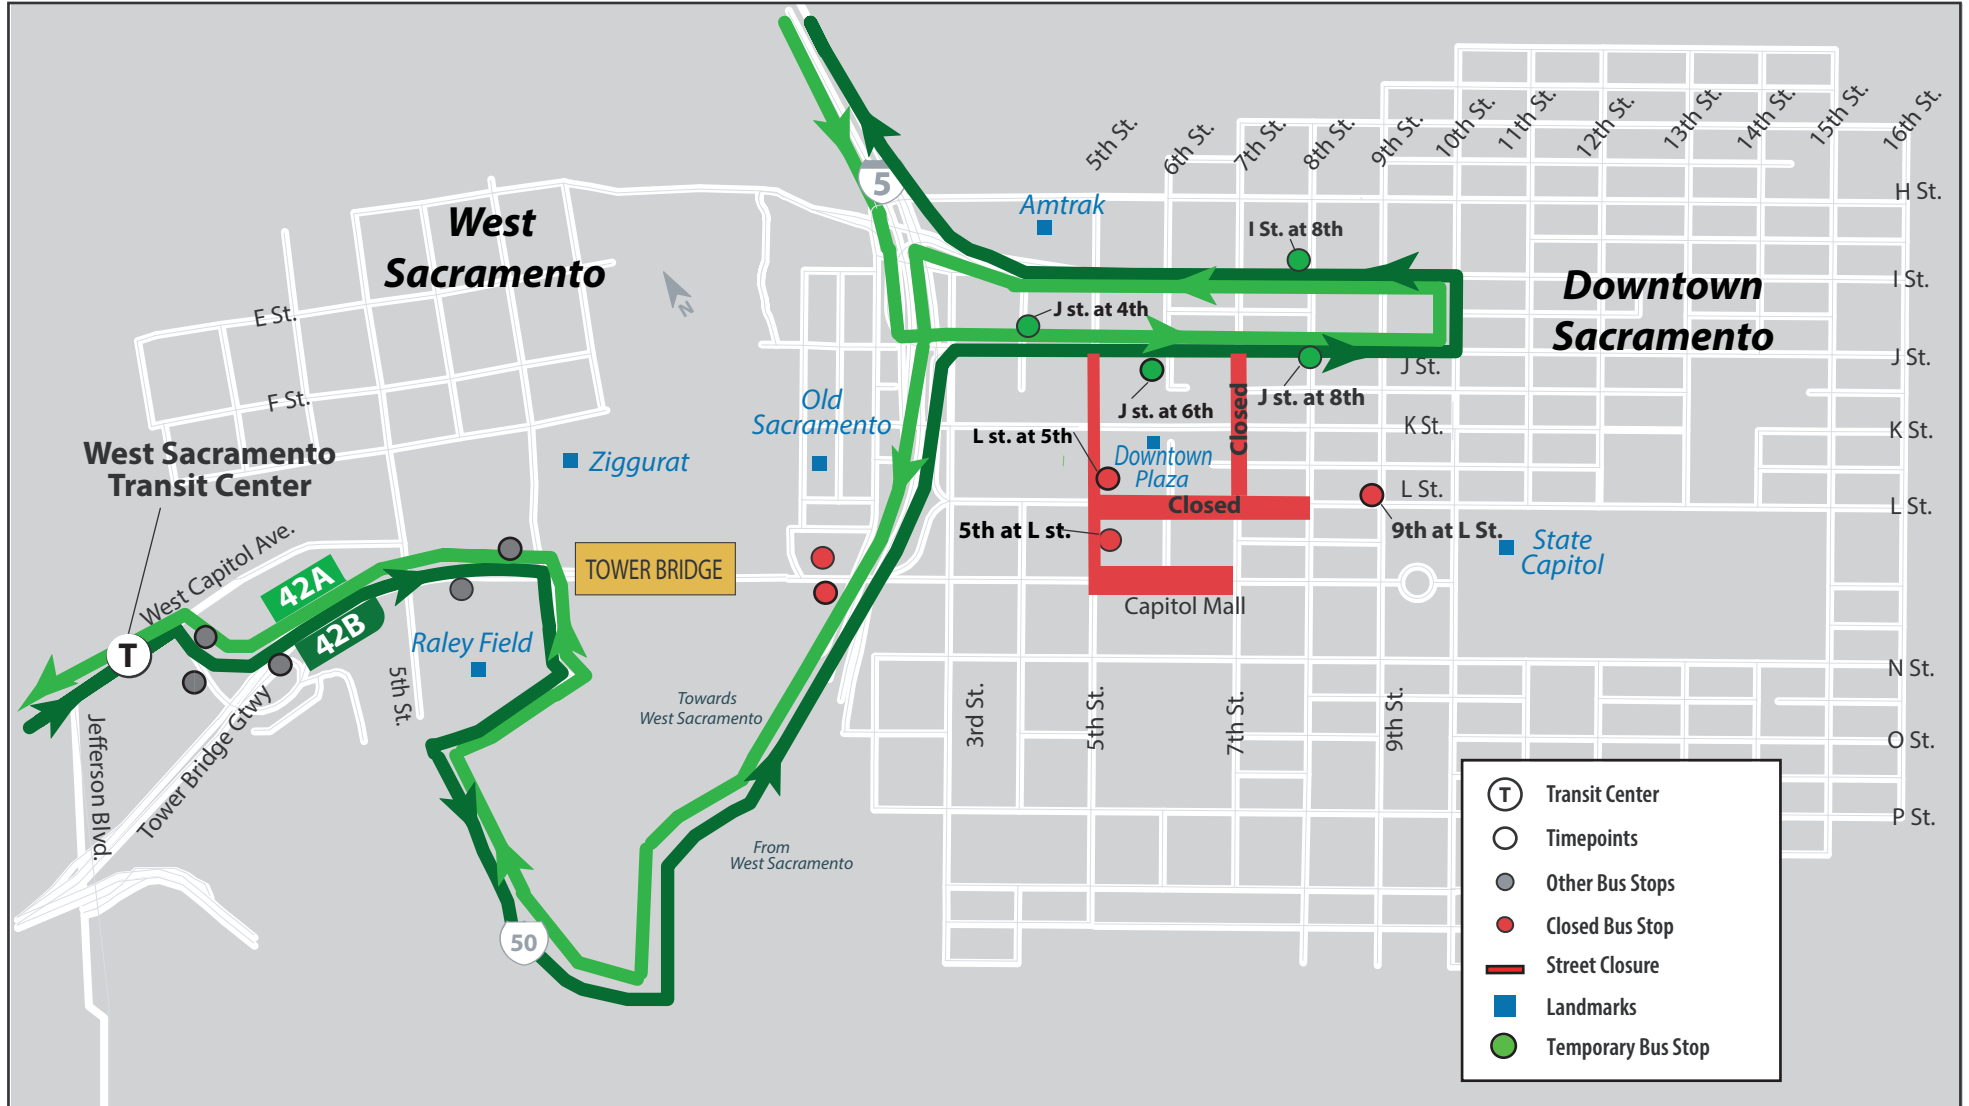 5th St.
6th St.
7th St.
8th St.
9th St.
10th St.
11th St.
12th St.
13th St.
14th St.
15th St.
16th St.
H St.
I St.
J St.
K St.
L St.
N St.
O St.
P St.
5
West
Sacramento
Amtrak
I St. at 8th
J st. at 4th
Downtown
Sacramento
N
E St.
F St.
J St.
K St.
L St.
J st. at 6th
J st. at 8th
Closed
Old
Sacramento
L st. at 5th
Downtown
Plaza
Closed
5th at L st.
9th at L St.
State
Capitol
Capitol Mall
West Sacramento
Transit Center
Ziggurat
TOWER BRIDGE
West Capitol Ave.
42A
42B
T
Raley Field
5th St.
Jefferson Blvd.
Tower Bridge Gtwy
Towards
West Sacramento
From
West Sacramento
50
3rd St.
5th St.
7th St.
9th St.
T Transit Center
Timepoints
Other Bus Stops
Closed Bus Stop
Street Closure
Landmarks
Temporary Bus Stop